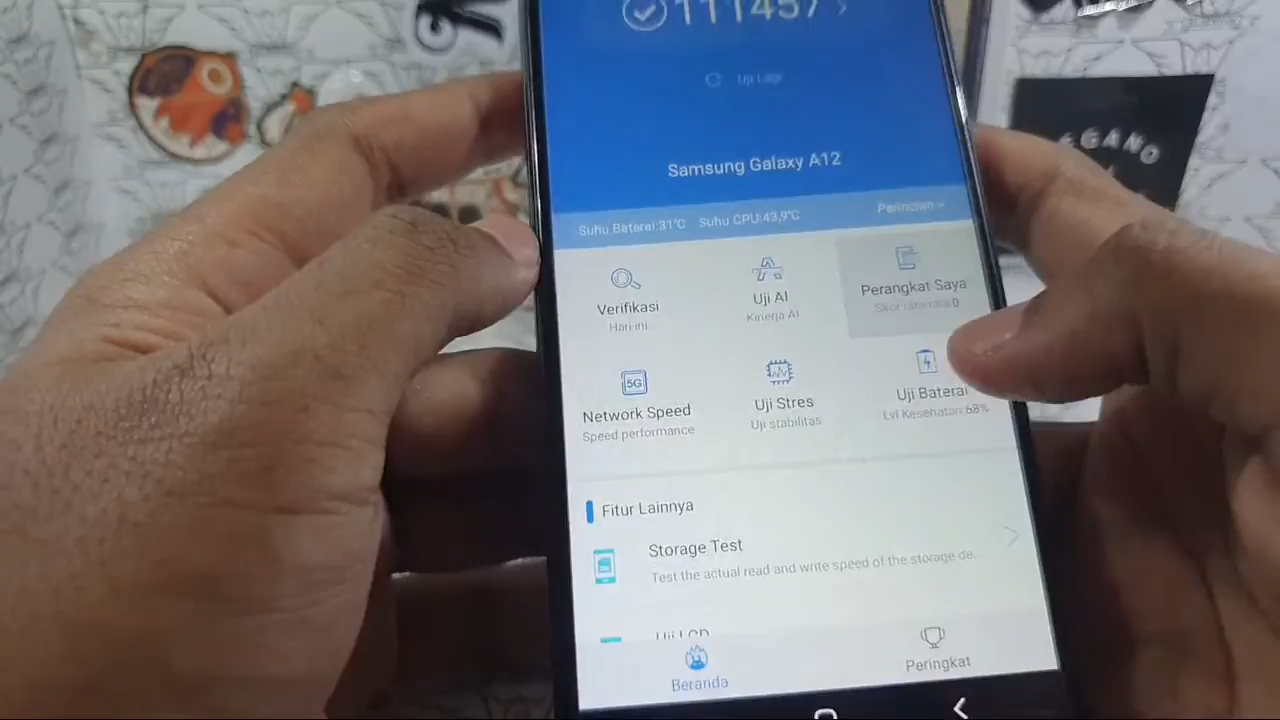 111457
Uji Lagi
Samsung Galaxy A12
Suhu Baterai:31°C Suhu CPU:43,9°C Perincian
Verifikasi
Hari ini
Uji AI
Kinerja AI
Perangkat Saya
Skor rata-rata 0
5G
Network Speed
Speed performance
Uji Stres
Uji stabilitas
Uji Baterai
Lvl Kesehatan:68%
Fitur Lainnya
Storage Test
Test the actual read and write speed of the storage de.
Uji LCD
Beranda
Peringkat
EGANO